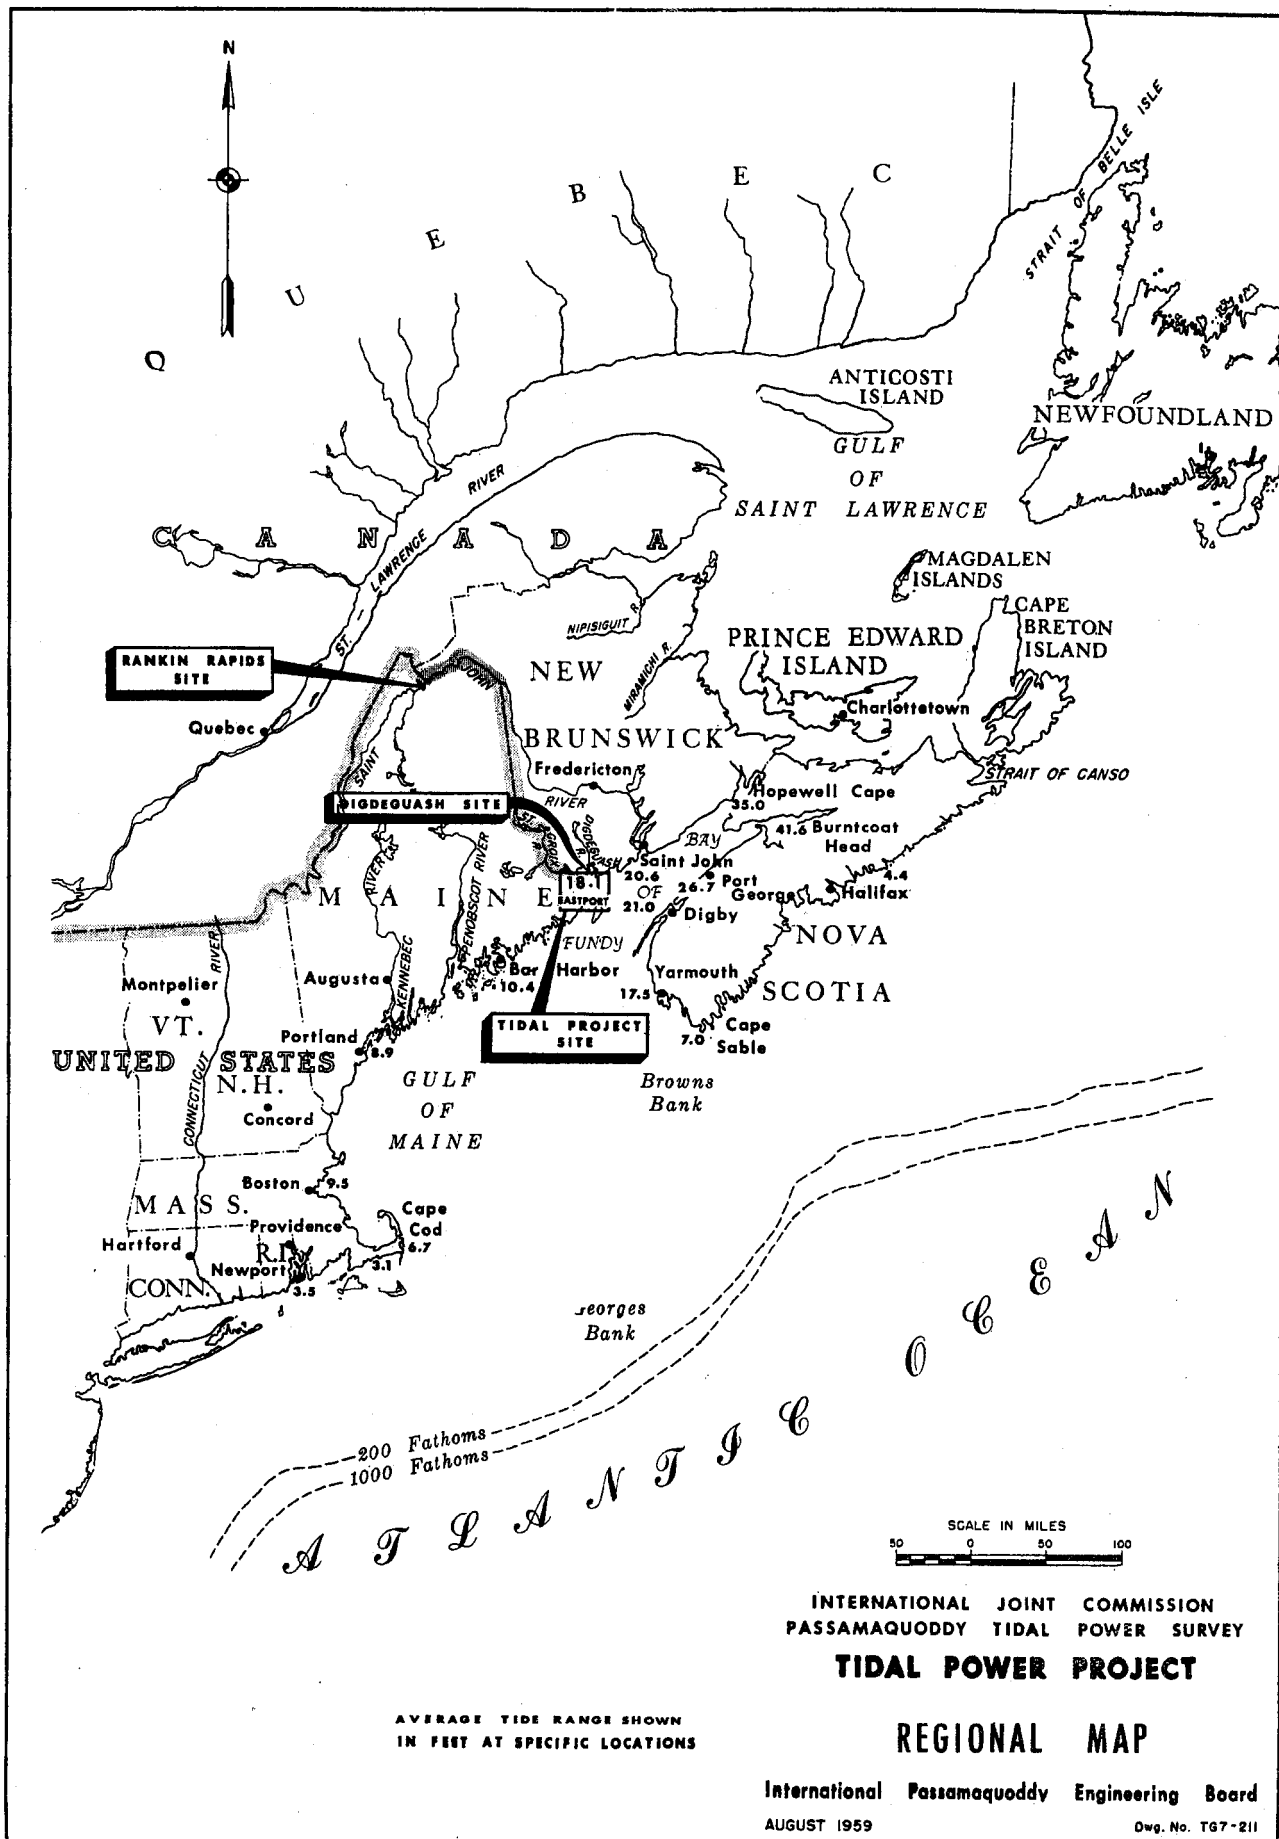 N
Q U E B E C
STRAIT OF BELLE ISLE
ANTICOSTI
ISLAND
NEWFOUNDLAND
GULF
OF
SAINT LAWRENCE
ST. LAWRENCE RIVER
CANADA
MAGDALEN
ISLANDS
CAPE
BRETON
ISLAND
NIPISIGUIT R.
MIRAMICHI R.
PRINCE EDWARD
ISLAND
Charlottetown
RANKIN RAPIDS
SITE
Quebec
NEW
BRUNSWICK
SAINT JOHN RIVER
Fredericton
STRAIT OF CANSO
Hopewell Cape
35.0
DIGDEGUASH SITE
ST. CROIX R.
DIGDEGUASH R.
41.6
Burntcoat
Head
BAY
OF
FUNDY
Saint John
20.6
26.7
Port
George
21.0
Digby
4.4
Halifax
18.1
EASTPORT
MAINE
RIVER
KENNEBEC
PENOBSCOT RIVER
NOVA
SCOTIA
Bar Harbor
10.4
Yarmouth
17.5
7.0
Cape
Sable
TIDAL PROJECT
SITE
Augusta
Portland
8.9
Montpelier
VT.
UNITED STATES
N.H.
Concord
CONNECTICUT RIVER
GULF
OF
MAINE
Browns
Bank
Boston
9.5
MASS.
Cape
Cod
6.7
Providence
R.I.
Hartford
Newport
3.1
3.5
CONN.
eorges
Bank
200 Fathoms
1000 Fathoms
ATLANTIC OCEAN
SCALE IN MILES
50 0 50 100
INTERNATIONAL JOINT COMMISSION
PASSAMAQUODDY TIDAL POWER SURVEY
TIDAL POWER PROJECT
AVERAGE TIDE RANGE SHOWN
IN FEET AT SPECIFIC LOCATIONS
REGIONAL MAP
International Passamaquoddy Engineering Board
AUGUST 1959
Dwg. No. TG7-211